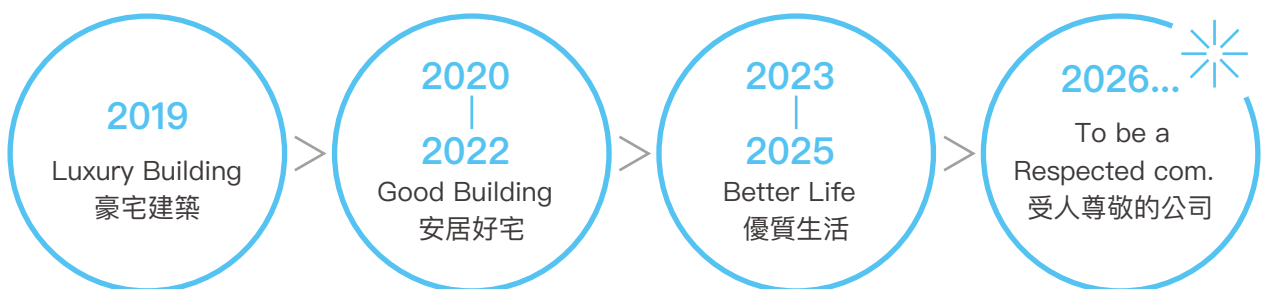 2019
Luxury Building
豪宅建築
2020
2022
Good Building
安居好宅
2023
2025
Better Life
優質生活
2026...
To be a
Respected com.
受人尊敬的公司